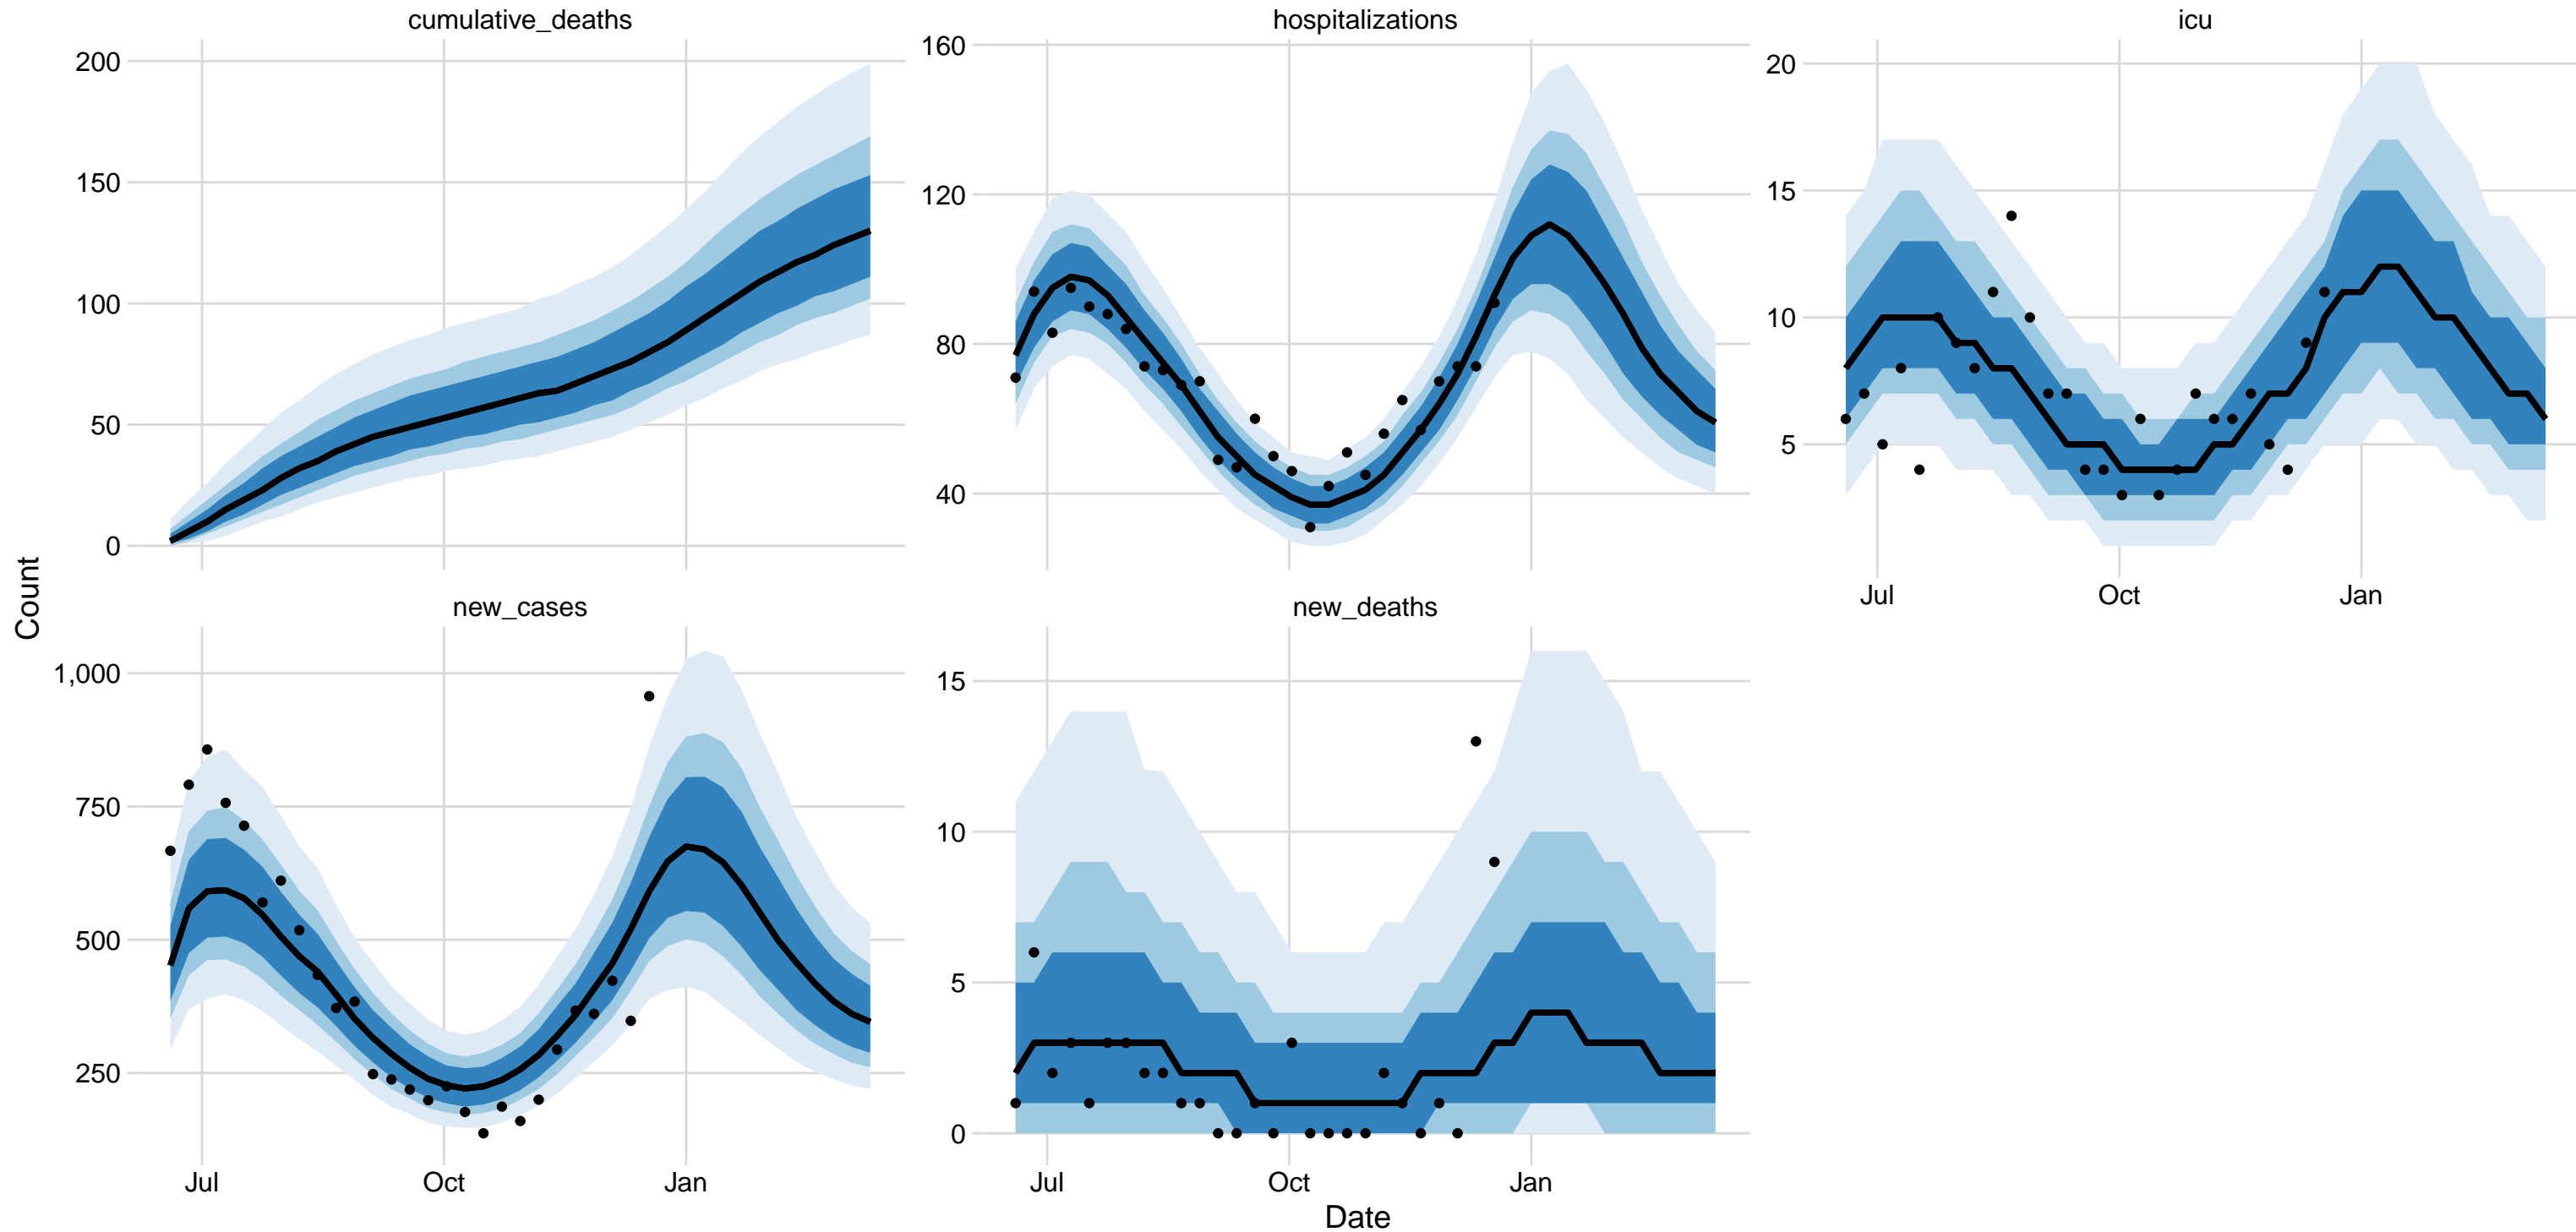 cumulative_deaths
200
150
100
50
0
hospitalizations
160
120
80
40
icu
20
15
10
5
Jul Oct Jan
Count
new_cases
1,000
750
500
250
Jul Oct Jan
new_deaths
15
10
5
0
Jul Oct Jan
Date